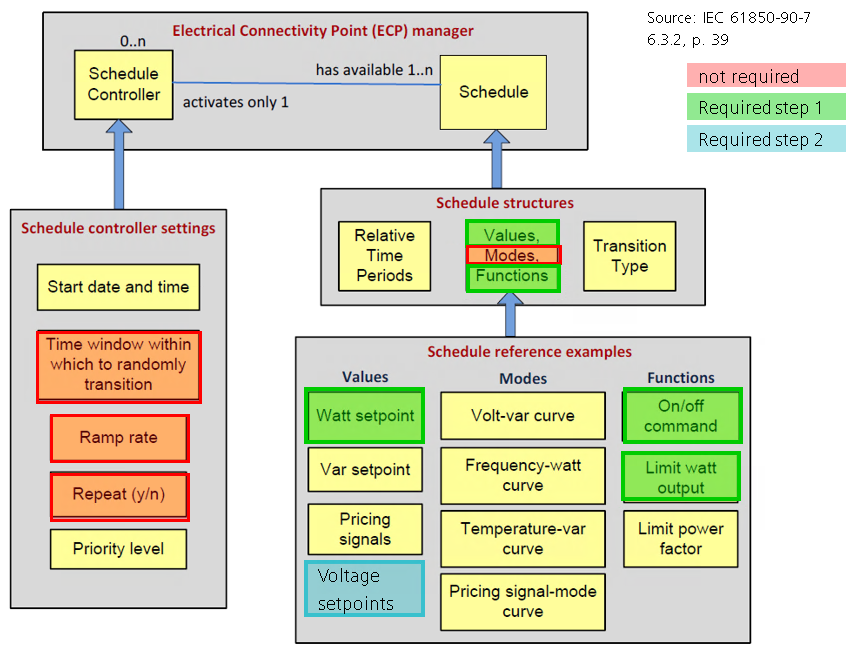 Electrical Connectivity Point (ECP) manager
Source: IEC 61850-90-7
6.3.2, p. 39
0..n
Schedule
Controller
has available 1..n
activates only 1
Schedule
not required
Required step 1
Required step 2
Schedule controller settings
Start date and time
Time window within
which to randomly
transition
Ramp rate
Repeat (y/n)
Priority level
Schedule structures
Relative
Time
Periods
Values,
Modes,
Functions
Transition
Type
Schedule reference examples
Values
Watt setpoint
Var setpoint
Pricing
signals
Voltage
setpoints
Modes
Volt-var curve
Frequency-watt
curve
Temperature-var
curve
Pricing signal-mode
curve
Functions
On/off
command
Limit watt
output
Limit power
factor